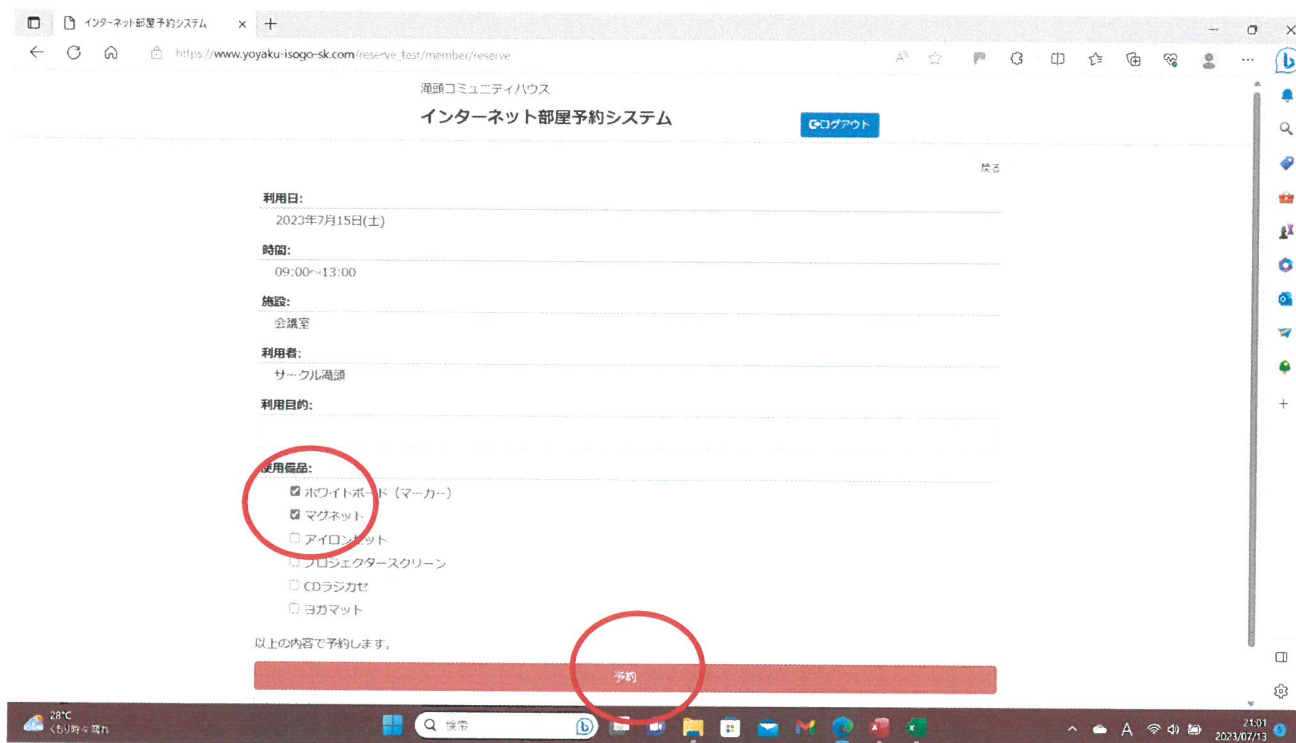 インターネット部屋予約システム
https://www.yoyaku-isogo-sk.com/reserve_test/member/reserve
滝頭コミュニティハウス
インターネット部屋予約システム
ログアウト
戻る
利用日:
2023年7月15日(土)
時間:
09:00～13:00
施設:
会議室
利用者:
サークル滝頭
利用目的:
使用備品:
ホワイトボード（マーカー）
マグネット
アイロンセット
プロジェクタースクリーン
CDラジカセ
ヨガマット
以上の内容で予約します。
予約
28°C
くもり時々晴れ
検索
A
21:01
2023/07/13